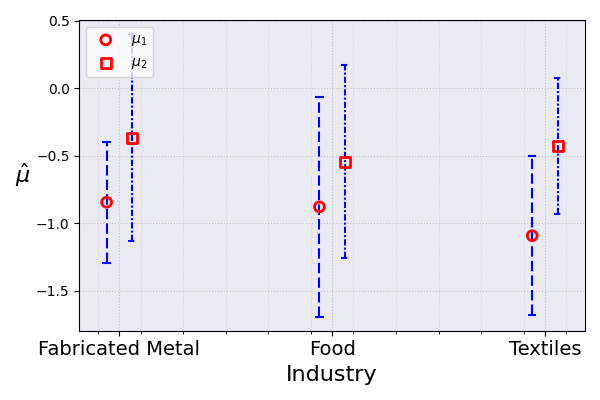 0.5
0.0
−0.5
−1.0
−1.5
μ̂
μ₁
μ₂
Fabricated Metal Food Textiles
Industry